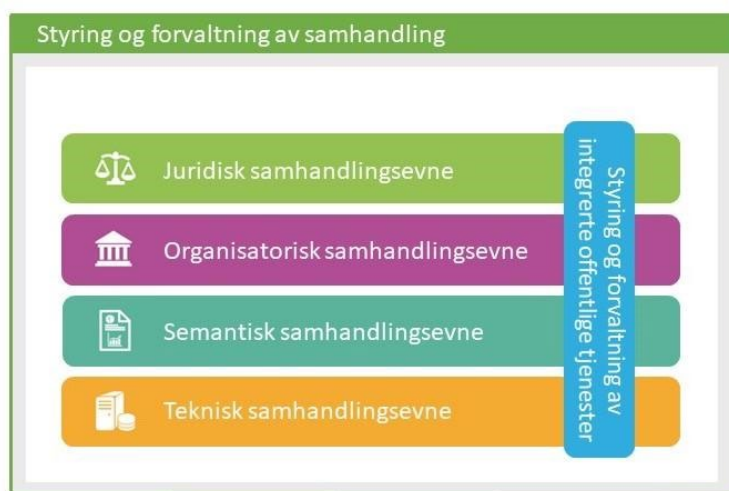 Styring og forvaltning av samhandling
Juridisk samhandlingsevne
Organisatorisk samhandlingsevne
Semantisk samhandlingsevne
Teknisk samhandlingsevne
Styring og forvaltning av
integrerte offentlige tjenester